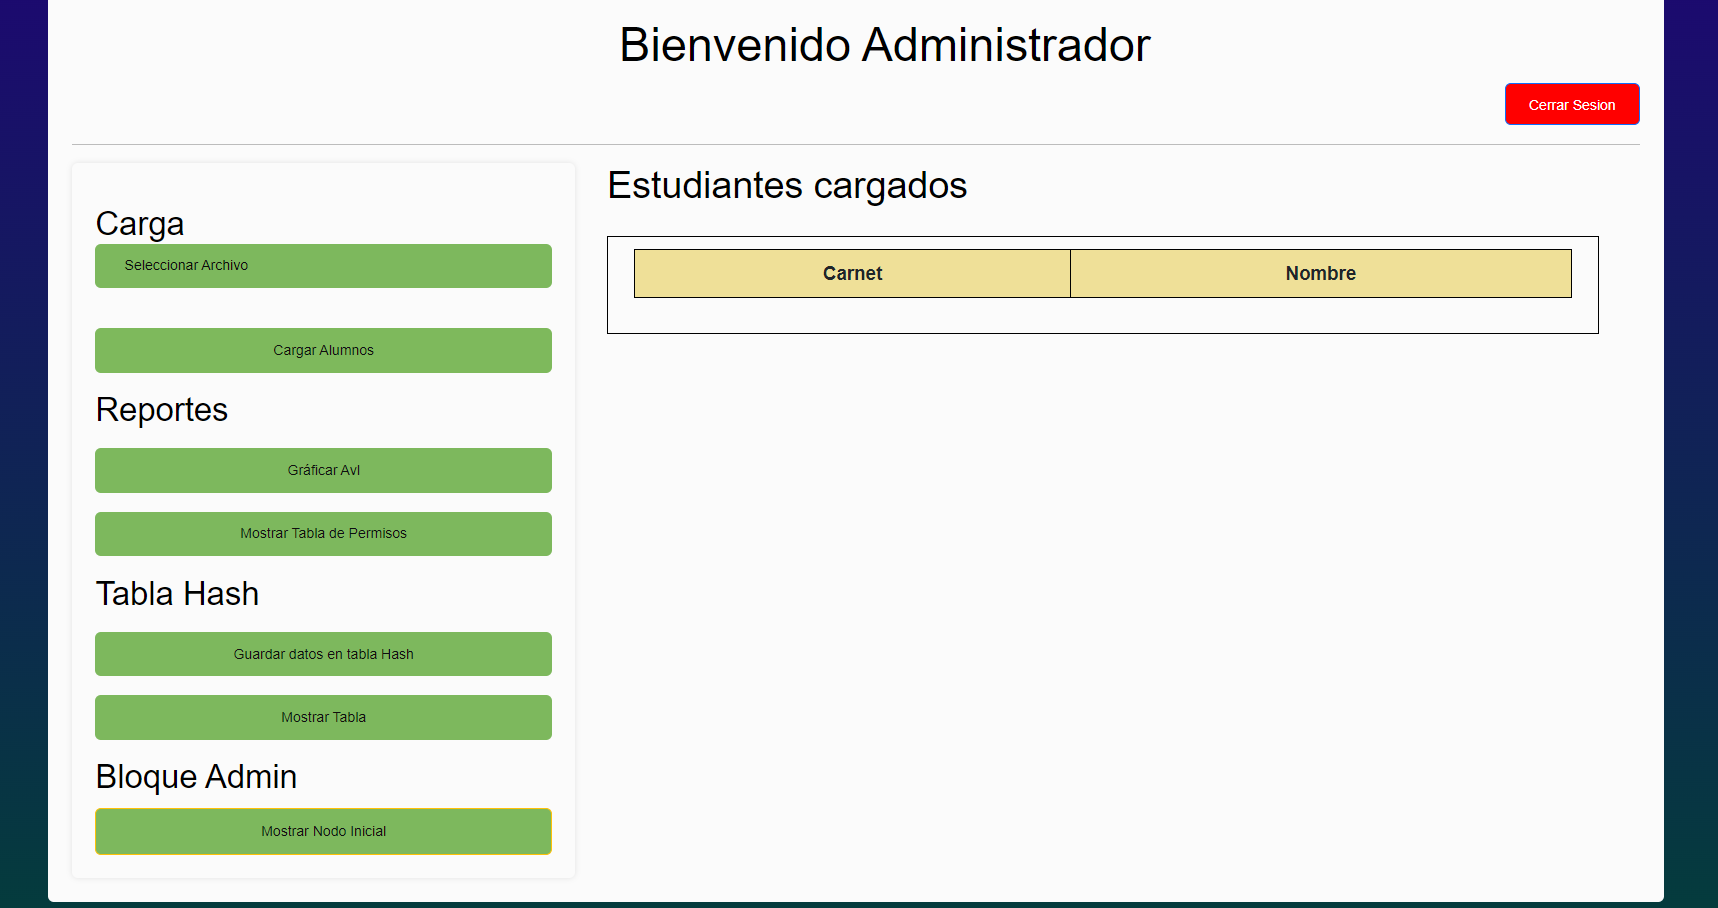 Bienvenido Administrador
Cerrar Sesion
Carga
Seleccionar Archivo
Cargar Alumnos
Reportes
Gráficar Avl
Mostrar Tabla de Permisos
Tabla Hash
Guardar datos en tabla Hash
Mostrar Tabla
Bloque Admin
Mostrar Nodo Inicial
Estudiantes cargados
Carnet Nombre